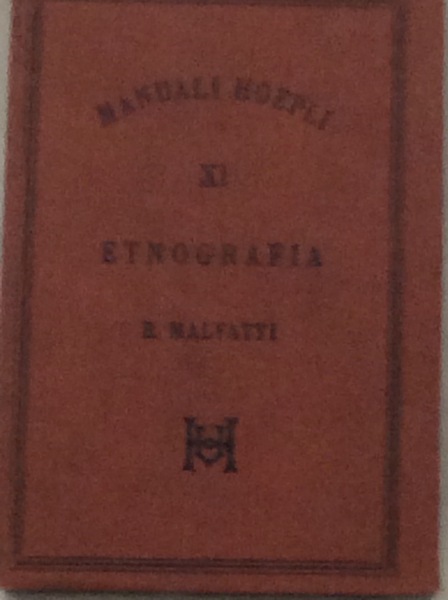 MANUALI HOEPLI
XI
ETNOGRAFIA
B. MALFATTI